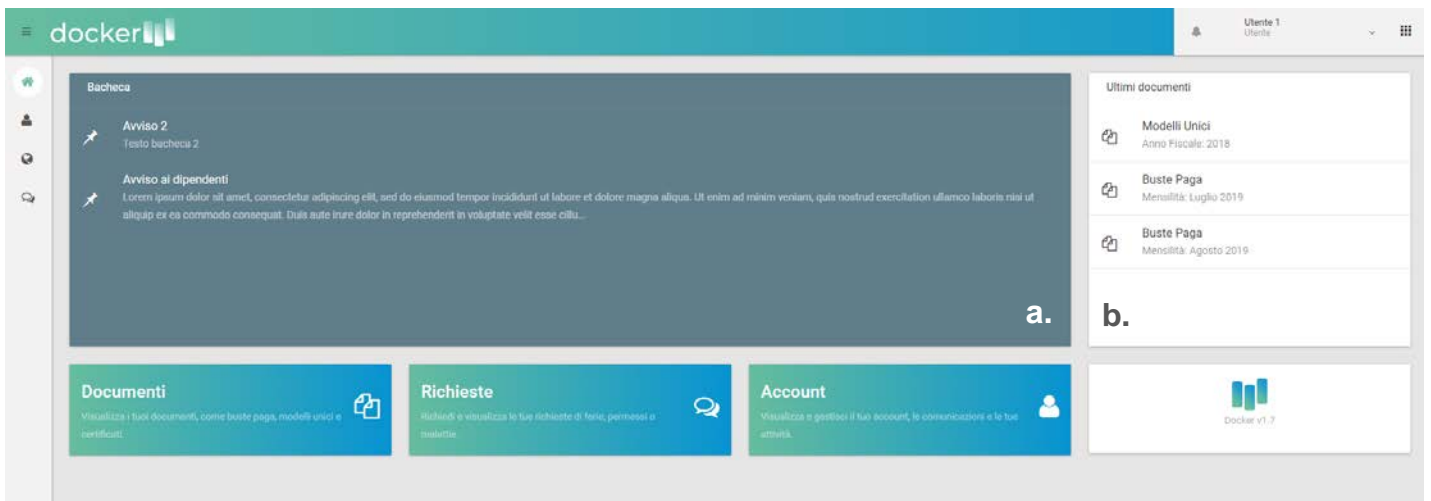 docker
Utente 1
Utente
Bacheca
Avviso 2
Testo bacheca 2
Avviso ai dipendenti
Lorem ipsum dolor sit amet, consectetur adipiscing elit, sed do eiusmod tempor incididunt ut labore et dolore magna aliqua. Ut enim ad minim veniam, quis nostrud exercitation ullamco laboris nisi ut
aliquip ex ea commodo consequat. Duis aute irure dolor in reprehenderit in voluptate velit esse cillu...
a.
Ultimi documenti
Modelli Unici
Anno Fiscale: 2018
Buste Paga
Mensilità: Luglio 2019
Buste Paga
Mensilità: Agosto 2019
b.
Documenti
Visualizza i tuoi documenti, come buste paga, modelli unici e
certificati.
Richieste
Richiedi e visualizza le tue richieste di ferie, permessi o
malattie.
Account
Visualizza e gestisci il tuo account, le comunicazioni e le tue
attività.
Docker v1.7